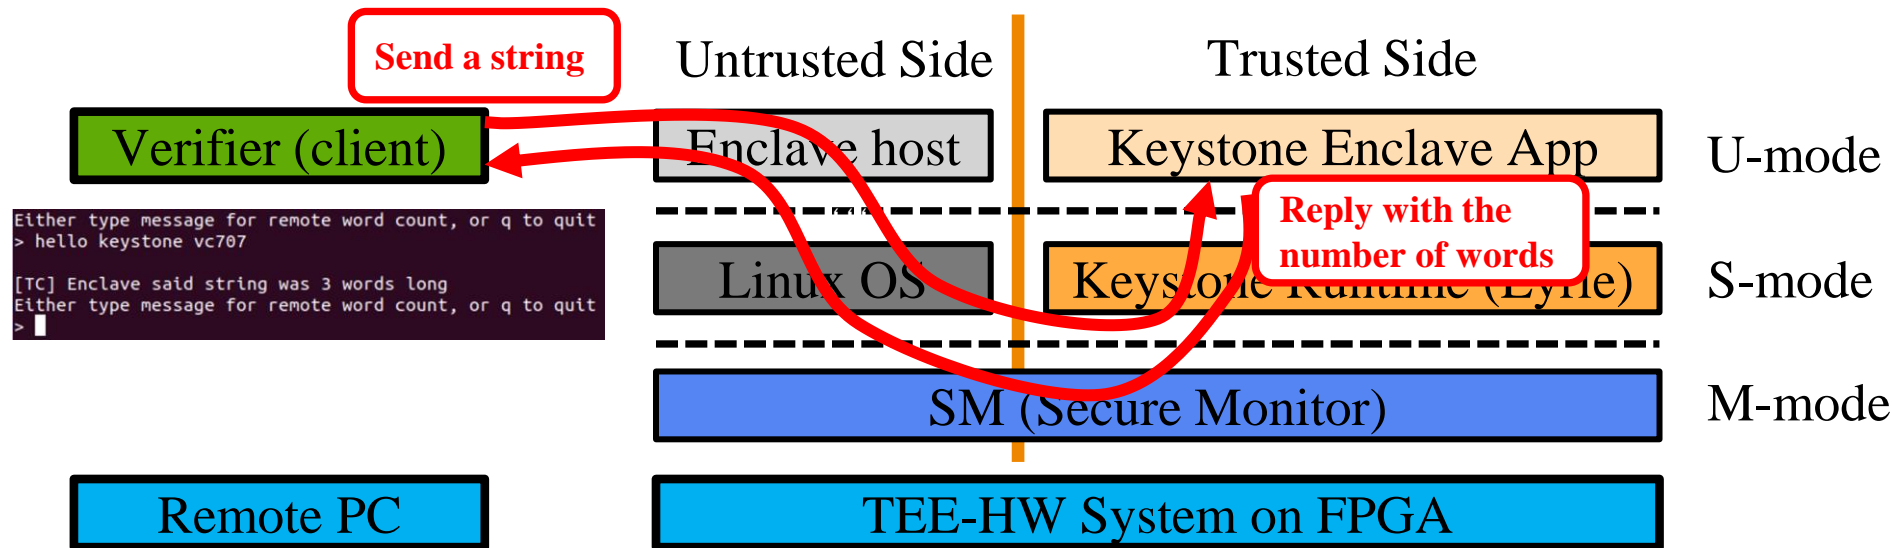 Send a string
Untrusted Side
Trusted Side
Verifier (client)
Enclave host
Keystone Enclave App
U-mode
Either type message for remote word count, or q to quit
> hello keystone vc707
[TC] Enclave said string was 3 words long
Either type message for remote word count, or q to quit
>
Reply with the
number of words
Linux OS
Keystone Runtime (Eyrie)
S-mode
SM (Secure Monitor)
M-mode
Remote PC
TEE-HW System on FPGA